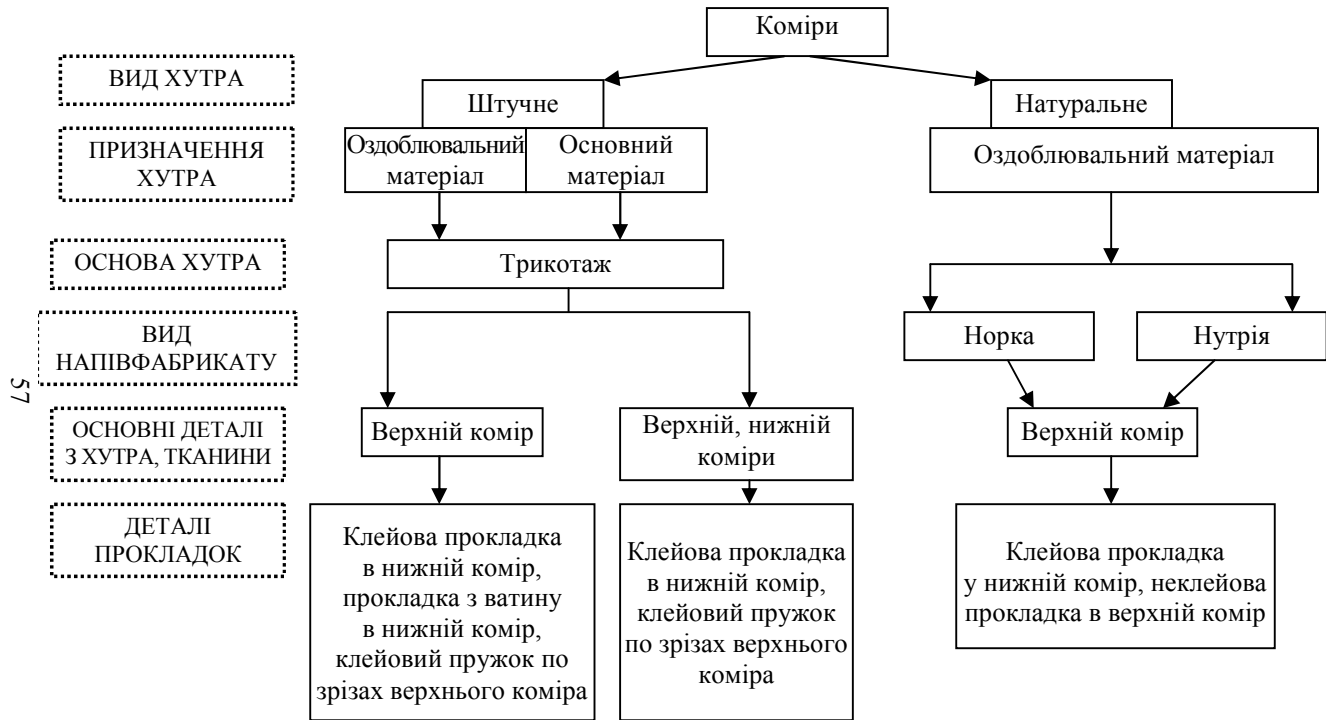 Коміри
ВИД ХУТРА
Штучне
Натуральне
ПРИЗНАЧЕННЯ
ХУТРА
Оздоблювальний
матеріал
Основний
матеріал
Оздоблювальний матеріал
ОСНОВА ХУТРА
Трикотаж
ВИД
НАПІВФАБРИКАТУ
Норка
Нутрія
57
ОСНОВНІ ДЕТАЛІ
З ХУТРА, ТКАНИНИ
Верхній комір
Верхній, нижній
коміри
Верхній комір
ДЕТАЛІ
ПРОКЛАДОК
Клейова прокладка
в нижній комір,
прокладка з ватину
в нижній комір,
клейовий пружок по
зрізах верхнього коміра
Клейова прокладка
в нижній комір,
клейовий пружок
по зрізах верхнього
коміра
Клейова прокладка
у нижній комір, неклейова
прокладка в верхній комір